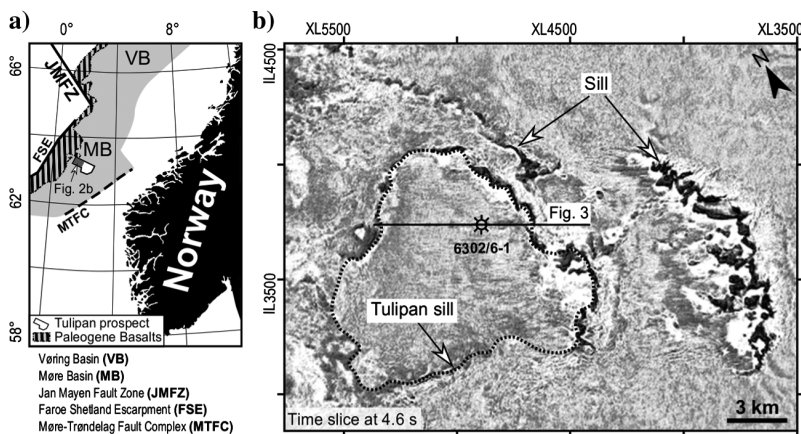 a)
0°
8°
66°
VB
JMFZ
FSE
MB
Fig. 2b
62°
MTFC
Norway
58°
Tulipan prospect
Paleogene Basalts
Vøring Basin (VB)
Møre Basin (MB)
Jan Mayen Fault Zone (JMFZ)
Faroe Shetland Escarpment (FSE)
Møre-Trøndelag Fault Complex (MTFC)
b)
XL5500
XL4500
XL3500
IL4500
N
Sill
Fig. 3
6302/6-1
IL3500
Tulipan sill
Time slice at 4.6 s
3 km